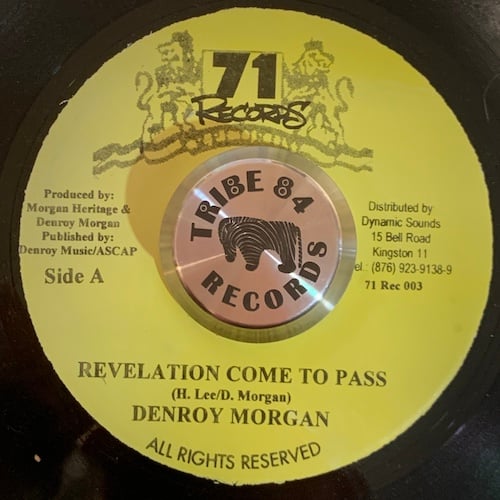 71
RECORDS
Produced by:
Morgan Heritage &
Denroy Morgan
Published by:
Denroy Music/ASCAP
Side A
TRIBE 84
RECORDS
Distributed by
Dynamic Sounds
15 Bell Road
Kingston 11
el.: (876) 923-9138-9
71 Rec 003
REVELATION COME TO PASS
(H. Lee/D. Morgan)
DENROY MORGAN
ALL RIGHTS RESERVED